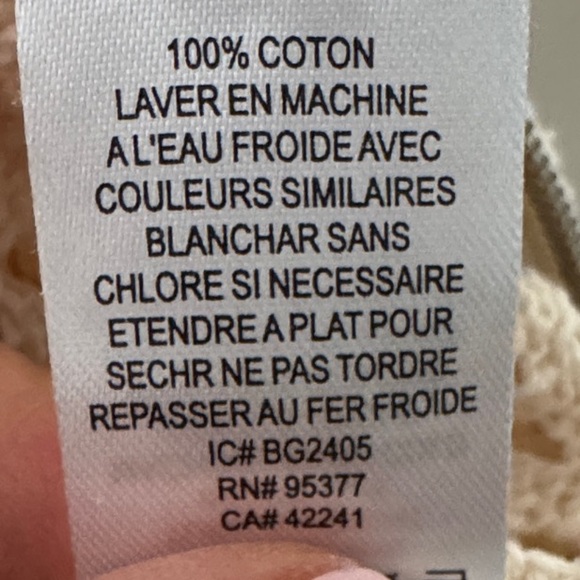 100% COTON
LAVER EN MACHINE
A L'EAU FROIDE AVEC
COULEURS SIMILAIRES
BLANCHAR SANS
CHLORE SI NECESSAIRE
ETENDRE A PLAT POUR
SECHR NE PAS TORDRE
REPASSER AU FER FROIDE
IC# BG2405
RN# 95377
CA# 42241